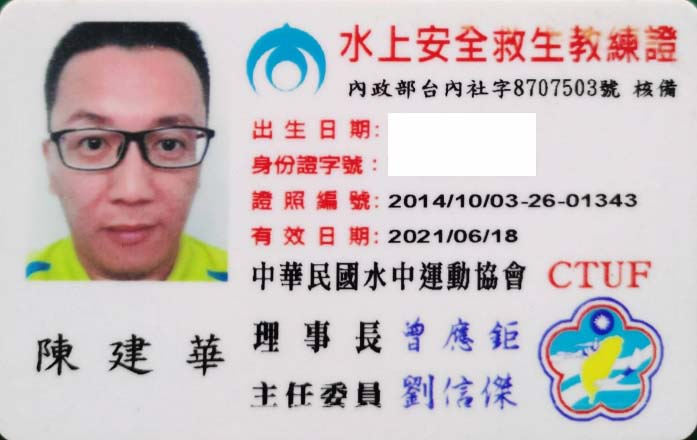 水上安全救生教練證
內政部台內社字8707503號 核備
出生日期:
身份證字號:
證照編號: 2014/10/03-26-01343
有效日期: 2021/06/18
中華民國水中運動協會 CTUF
理事長 曾應鉅
主任委員 劉信傑
陳建華